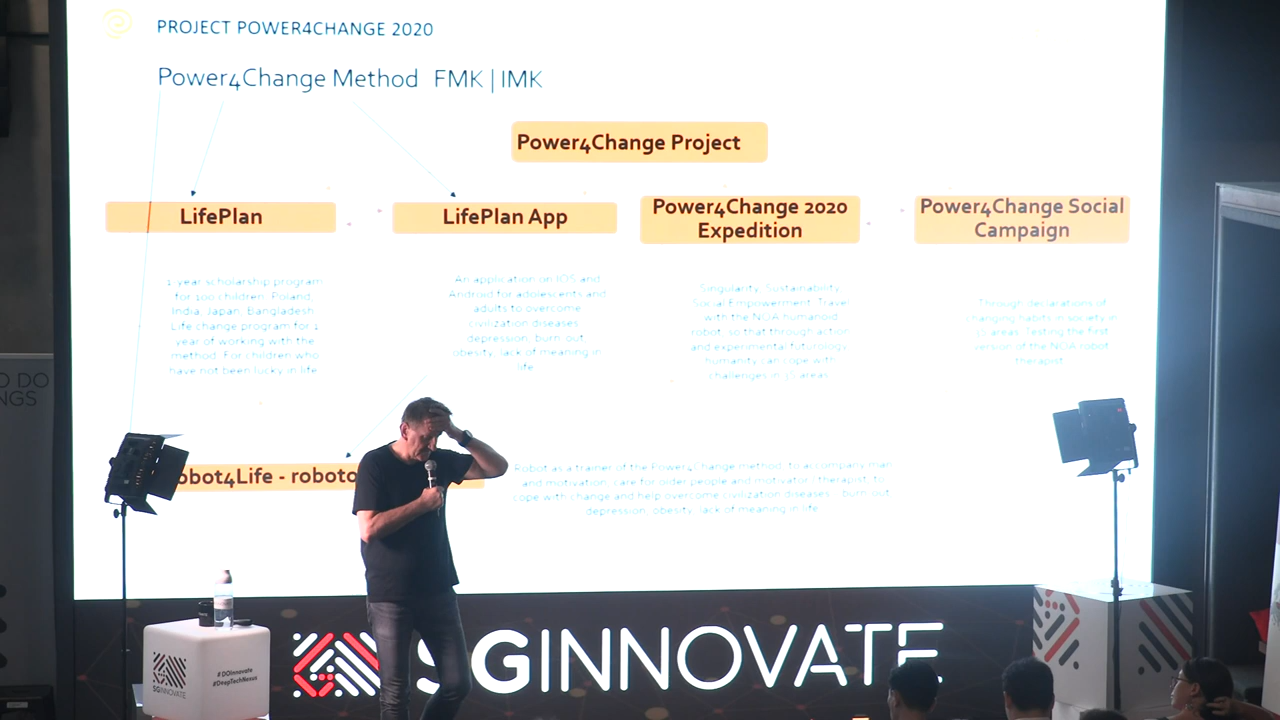 PROJECT POWER4CHANGE 2020
Power4Change Method FMK | IMK
Power4Change Project
LifePlan
LifePlan App
Power4Change 2020
Expedition
Power4Change Social
Campaign
1 year scholarship program
for 100 children. Poland,
India, Japan, Bangladesh.
Life change program for 1
year of working with the
method. For children who
have not been lucky in life
An application on IOS and
Android for adolescents and
adults to overcome
civilization diseases
depression, burn out,
obesity, lack of meaning in
life.
Singularity, Sustainability,
Social Empowerment. Travel
with the NOA humanoid
robot, so that through action
and experimental futurology
humanity can cope with
challenges in 15 areas
Through declarations of
changing habits in society in
15 areas. Testing the first
version of the NOA robot
therapist.
obot4Life - roboto
Robot as a trainer of the Power4Change method, to accompany man
and motivation, care for older people and motivator / therapist, to
cope with change and help overcome civilization diseases - burn out,
depression, obesity, lack of meaning in life
O DO
NGS
SGINNOVATE
SGINNOVATE
#DOInnovate
#DeepTechNexus